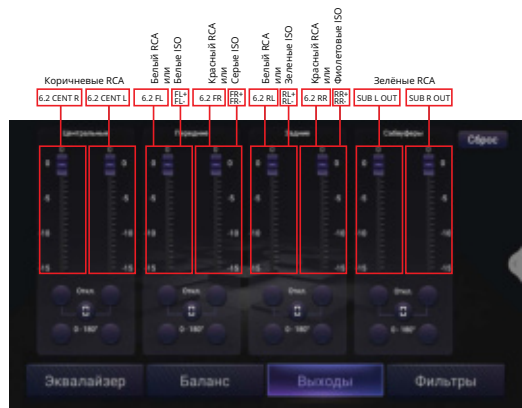 Белый RCA
или
Белые ISO
Красный RCA
или
Серые ISO
Белый RCA
или
Зеленые ISO
Красный RCA
или
Фиолетовые ISO
Коричневые RCA
Зелёные RCA
6.2 CENT R
6.2 CENT L
6.2 FL
FL+
FL-
6.2 FR
FR+
FR-
6.2 RL
RL+
RL-
6.2 RR
RR+
RR-
SUB L OUT
SUB R OUT
Центральные
Передние
Задние
Сабвуферы
Сброс
0 0 0 0
-5 -5 -5 -5
-10 -10 -10 -10
-15 -15 -15 -15
Откл. Откл. Откл. Откл.
0 - 180° 0 - 180° 0 - 180° 0 - 180°
Эквалайзер
Баланс
Выходы
Фильтры